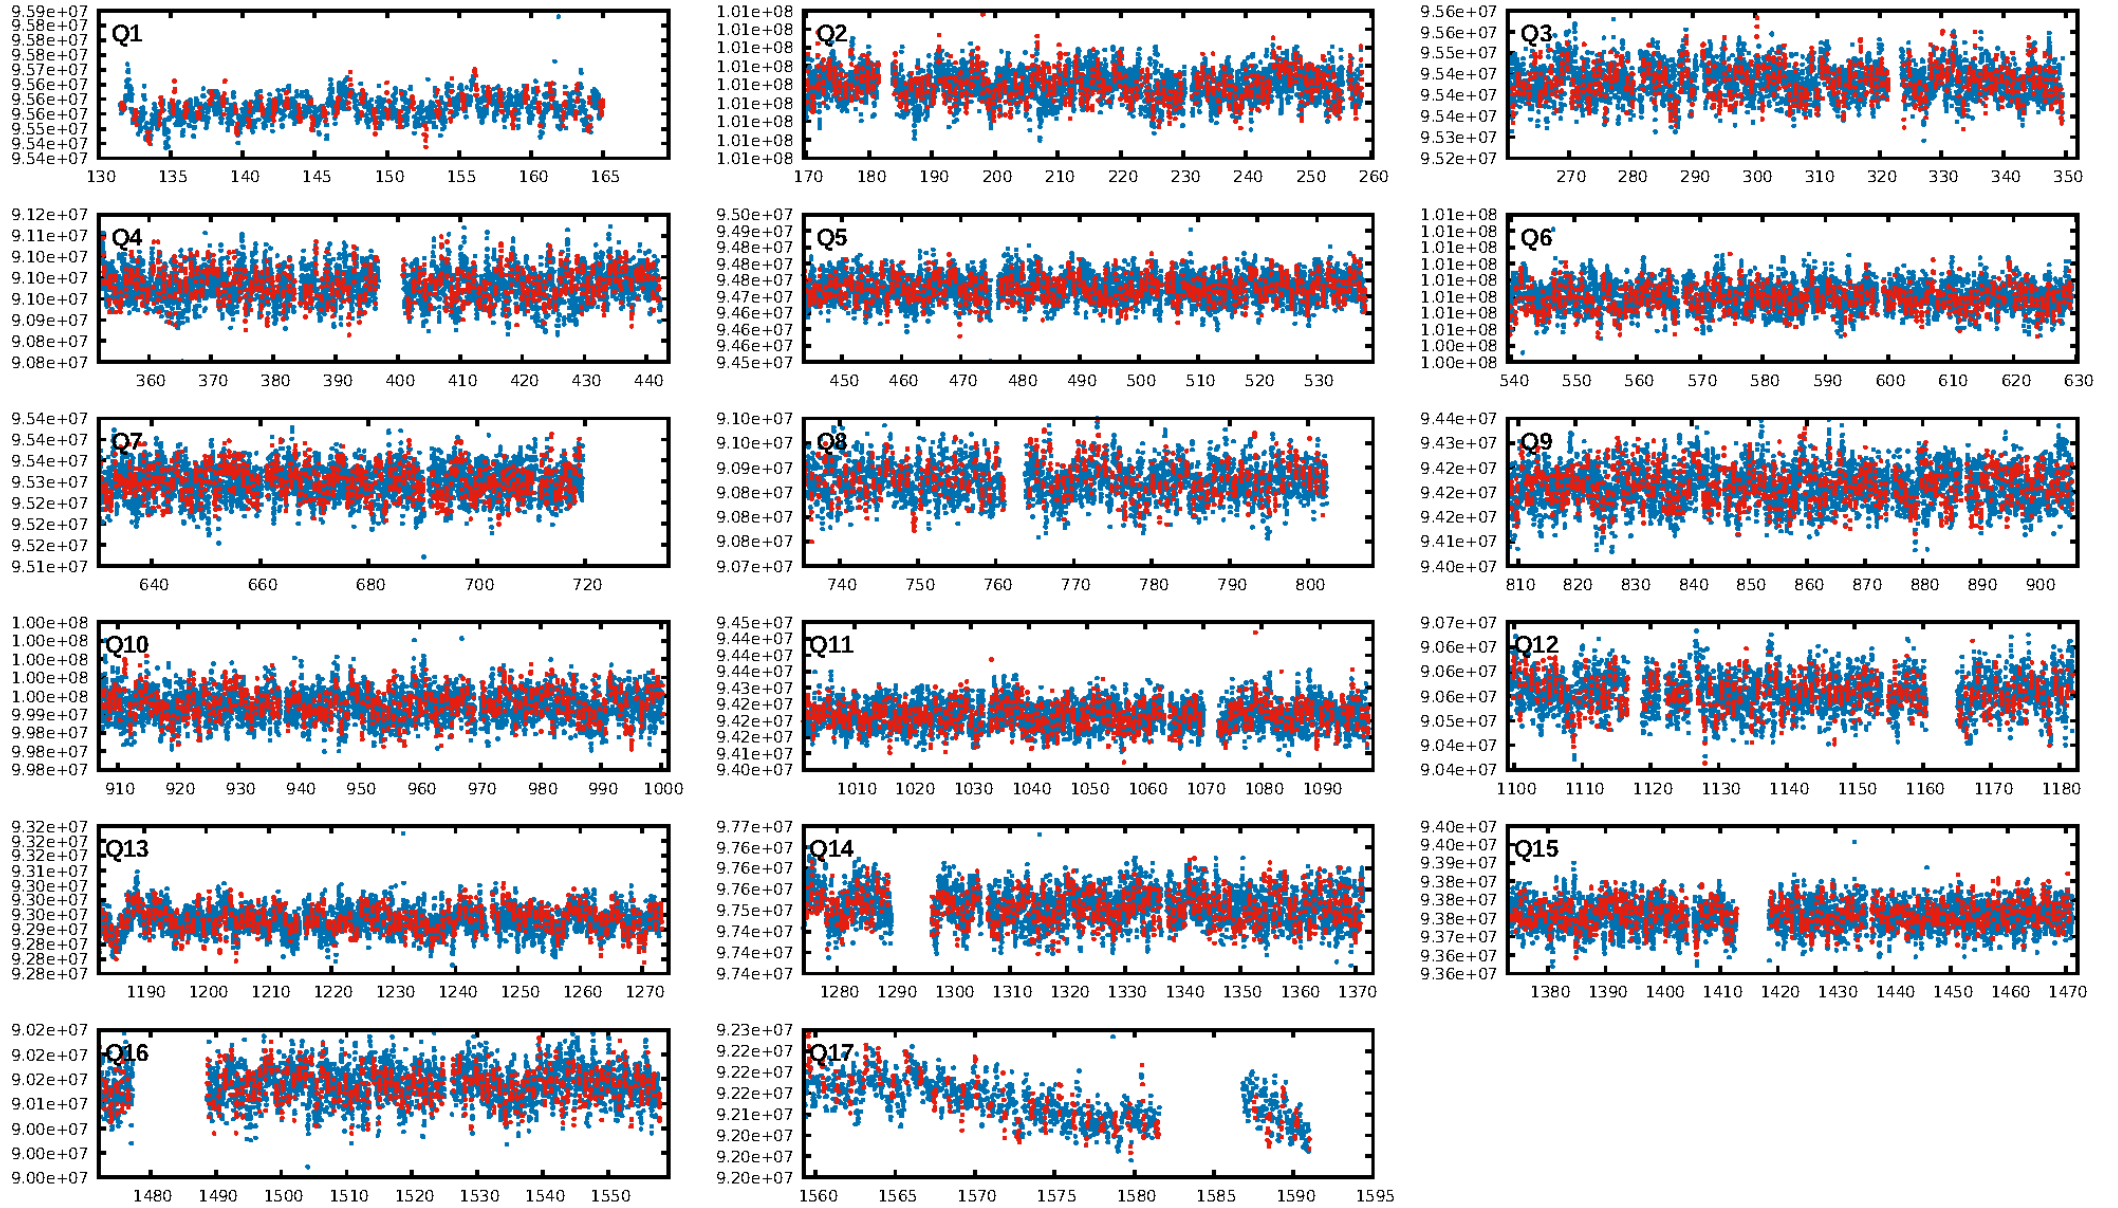 9.59e+07
9.58e+07
9.58e+07
9.57e+07
9.57e+07
9.56e+07
9.56e+07
9.56e+07
9.55e+07
9.54e+07
9.54e+07
Q1
130 135 140 145 150 155 160 165
1.01e+08
1.01e+08
1.01e+08
1.01e+08
1.01e+08
1.01e+08
1.01e+08
1.01e+08
1.01e+08
Q2
170 180 190 200 210 220 230 240 250 260
9.56e+07
9.56e+07
9.55e+07
9.54e+07
9.54e+07
9.54e+07
9.53e+07
9.52e+07
Q3
270 280 290 300 310 320 330 340 350
9.12e+07
9.11e+07
9.10e+07
9.10e+07
9.10e+07
9.09e+07
9.08e+07
9.08e+07
Q4
360 370 380 390 400 410 420 430 440
9.50e+07
9.49e+07
9.48e+07
9.48e+07
9.47e+07
9.47e+07
9.46e+07
9.46e+07
9.46e+07
9.45e+07
Q5
450 460 470 480 490 500 510 520 530
1.01e+08
1.01e+08
1.01e+08
1.01e+08
1.01e+08
1.01e+08
1.01e+08
1.01e+08
1.00e+08
1.00e+08
Q6
540 550 560 570 580 590 600 610 620 630
9.54e+07
9.54e+07
9.54e+07
9.53e+07
9.52e+07
9.52e+07
9.52e+07
9.51e+07
Q7
640 660 680 700 720
9.10e+07
9.10e+07
9.09e+07
9.08e+07
9.08e+07
9.08e+07
9.07e+07
Q8
740 750 760 770 780 790 800
9.44e+07
9.43e+07
9.42e+07
9.42e+07
9.42e+07
9.41e+07
9.40e+07
Q9
810 820 830 840 850 860 870 880 890 900
1.00e+08
1.00e+08
1.00e+08
1.00e+08
1.00e+08
9.99e+07
9.98e+07
9.98e+07
9.98e+07
Q10
910 920 930 940 950 960 970 980 990 1000
9.45e+07
9.44e+07
9.44e+07
9.43e+07
9.43e+07
9.42e+07
9.42e+07
9.42e+07
9.41e+07
9.40e+07
Q11
1010 1020 1030 1040 1050 1060 1070 1080 1090
9.07e+07
9.06e+07
9.06e+07
9.06e+07
9.05e+07
9.04e+07
9.04e+07
Q12
1100 1110 1120 1130 1140 1150 1160 1170 1180
9.32e+07
9.32e+07
9.32e+07
9.31e+07
9.30e+07
9.30e+07
9.30e+07
9.29e+07
9.28e+07
9.28e+07
9.28e+07
Q13
1190 1200 1210 1220 1230 1240 1250 1260 1270
9.77e+07
9.76e+07
9.76e+07
9.76e+07
9.75e+07
9.74e+07
9.74e+07
9.74e+07
Q14
1280 1290 1300 1310 1320 1330 1340 1350 1360 1370
9.40e+07
9.40e+07
9.39e+07
9.38e+07
9.38e+07
9.38e+07
9.37e+07
9.36e+07
9.36e+07
Q15
1380 1390 1400 1410 1420 1430 1440 1450 1460 1470
9.02e+07
9.02e+07
9.02e+07
9.01e+07
9.00e+07
9.00e+07
9.00e+07
Q16
1480 1490 1500 1510 1520 1530 1540 1550
9.23e+07
9.22e+07
9.22e+07
9.22e+07
9.21e+07
9.20e+07
9.20e+07
9.20e+07
Q17
1560 1565 1570 1575 1580 1585 1590 1595